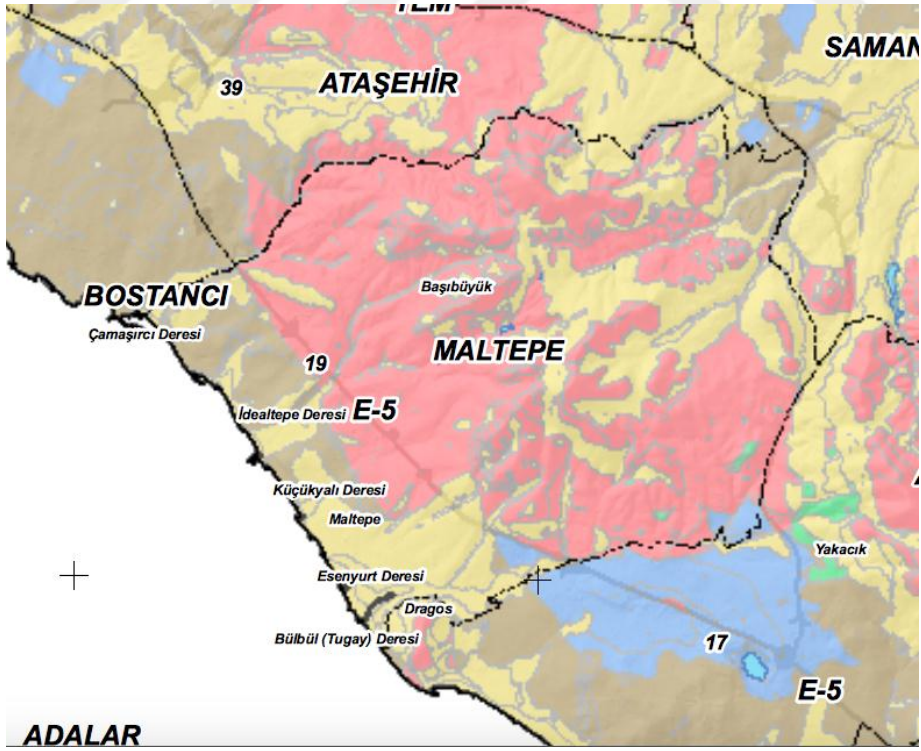 TEM
SAMAN
ATAŞEHİR
39
Başıbüyük
BOSTANCI
Çamaşırcı Deresi
MALTEPE
19
İdealtepe Deresi
E-5
Küçükyalı Deresi
Maltepe
Yakacık
Esenyurt Deresi
Dragos
Bülbül (Tugay) Deresi
17
E-5
ADALAR